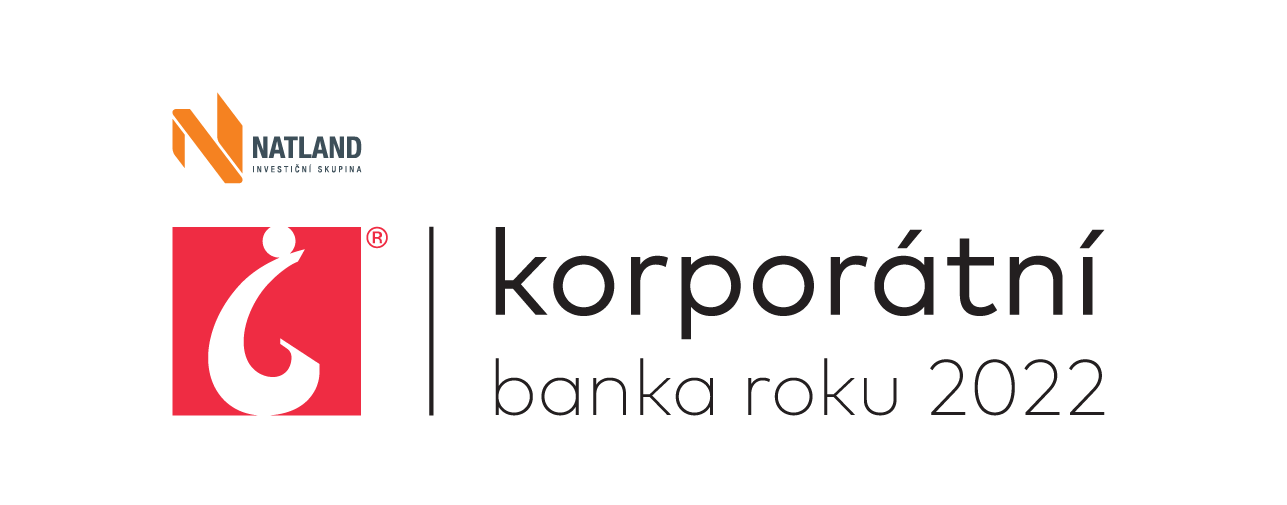 NATLAND
INVESTIČNÍ SKUPINA
®
korporátní
banka roku 2022